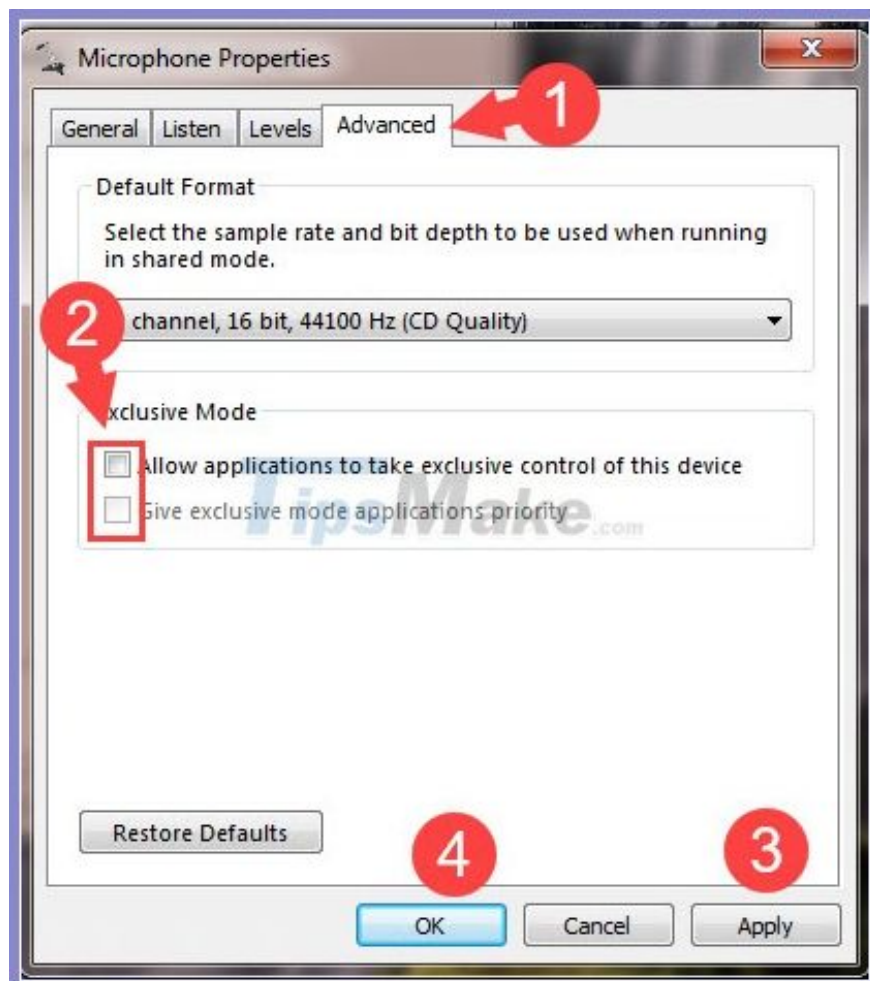 Microphone Properties
General Listen Levels Advanced
1
Default Format
Select the sample rate and bit depth to be used when running
in shared mode.
2
channel, 16 bit, 44100 Hz (CD Quality)
xclusive Mode
Allow applications to take exclusive control of this device
Give exclusive mode applications priority
TipsMake.com
Restore Defaults
4
3
OK Cancel Apply